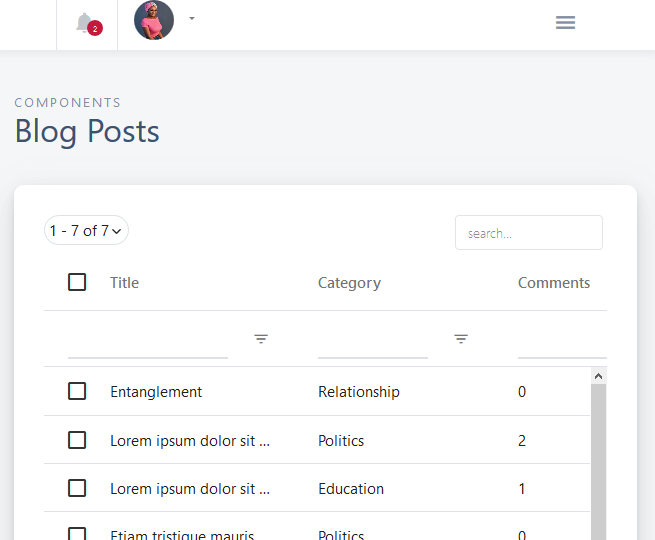 2
COMPONENTS
Blog Posts
1 - 7 of 7
search...
Title Category Comments
Entanglement Relationship 0
Lorem ipsum dolor sit ... Politics 2
Lorem ipsum dolor sit ... Education 1
Etiam tristique mauris Politics 0